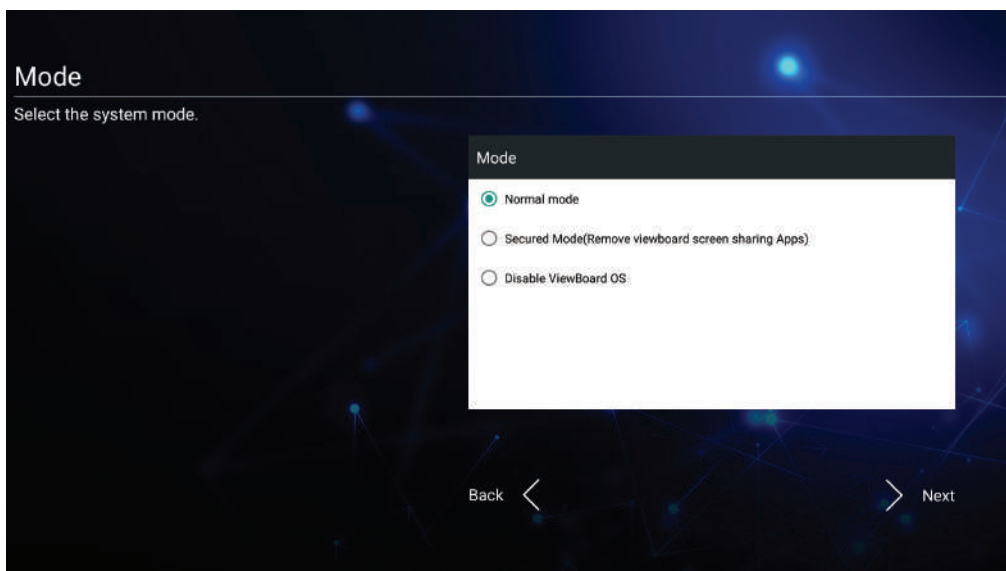 Mode
Select the system mode.
Mode
Normal mode
Secured Mode(Remove viewboard screen sharing Apps)
Disable ViewBoard OS
Back
Next